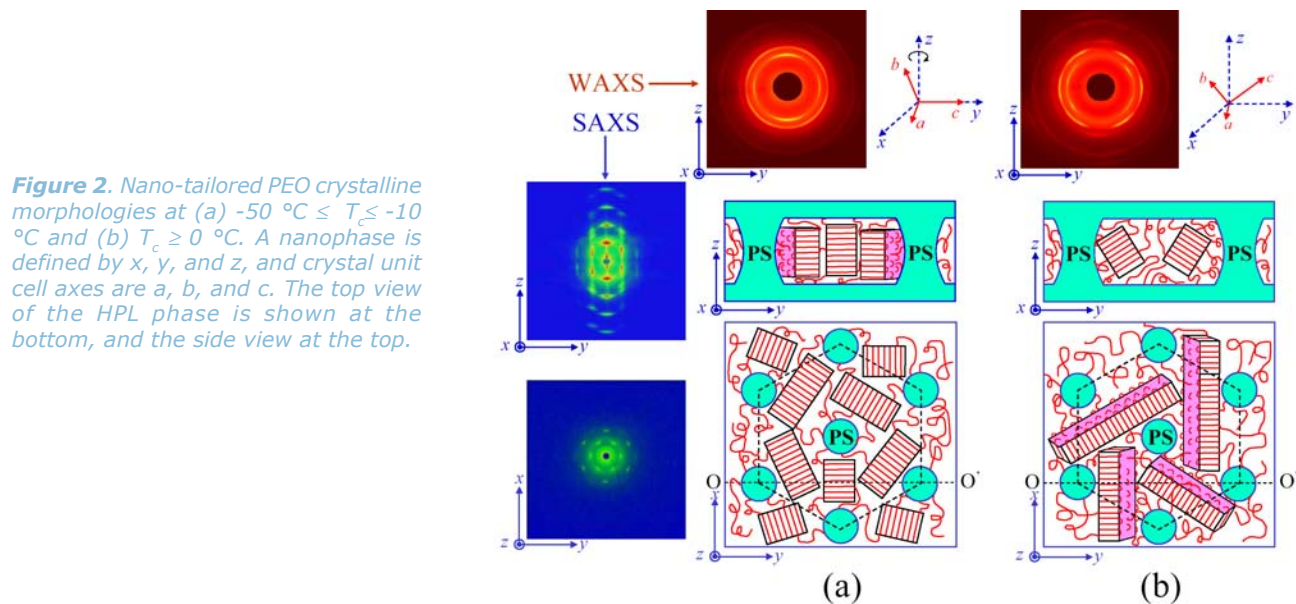 Figure 2. Nano-tailored PEO crystalline
morphologies at (a) -50 °C ≤ Tc≤ -10
°C and (b) Tc ≥ 0 °C. A nanophase is
defined by x, y, and z, and crystal unit
cell axes are a, b, and c. The top view
of the HPL phase is shown at the
bottom, and the side view at the top.
WAXS
SAXS
z
x
y
z
b
c
y
a
x
z
x
y
z
b
c
a
y
x
z
x
y
PS
PS
z
x
y
PS
PS
z
x
y
x
z
y
PS
O
O'
x
z
y
PS
O
O'
x
z
y
(a)
(b)